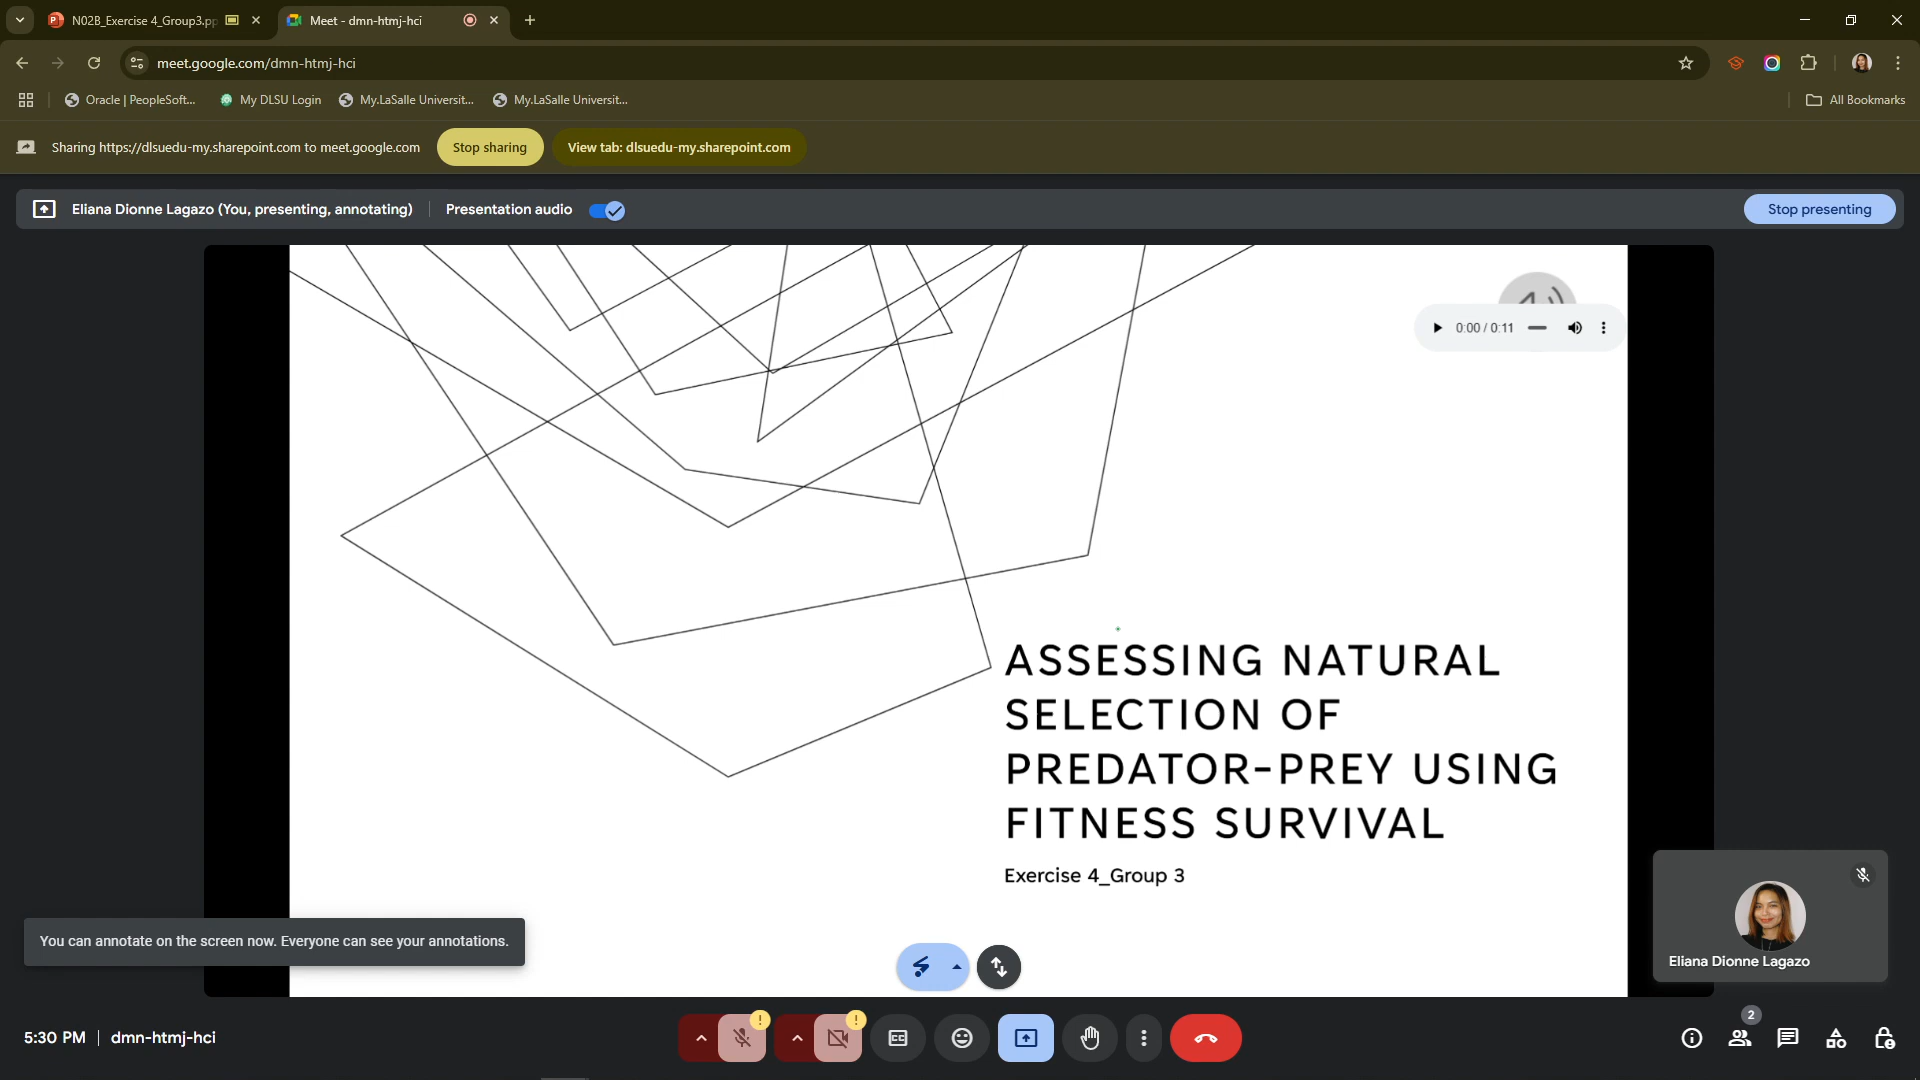 N02B_Exercise 4_Group3.pp
Meet - dmn-htmj-hci
meet.google.com/dmn-htmj-hci
Oracle | PeopleSoft...
My DLSU Login
My.LaSalle Universit...
My.LaSalle Universit...
All Bookmarks
Sharing https://dlsuedu-my.sharepoint.com to meet.google.com
Stop sharing
View tab: dlsuedu-my.sharepoint.com
Eliana Dionne Lagazo (You, presenting, annotating)
Presentation audio
Stop presenting
0:00 / 0:11
ASSESSING NATURAL
SELECTION OF
PREDATOR-PREY USING
FITNESS SURVIVAL
Exercise 4_Group 3
You can annotate on the screen now. Everyone can see your annotations.
Eliana Dionne Lagazo
5:30 PM | dmn-htmj-hci
2